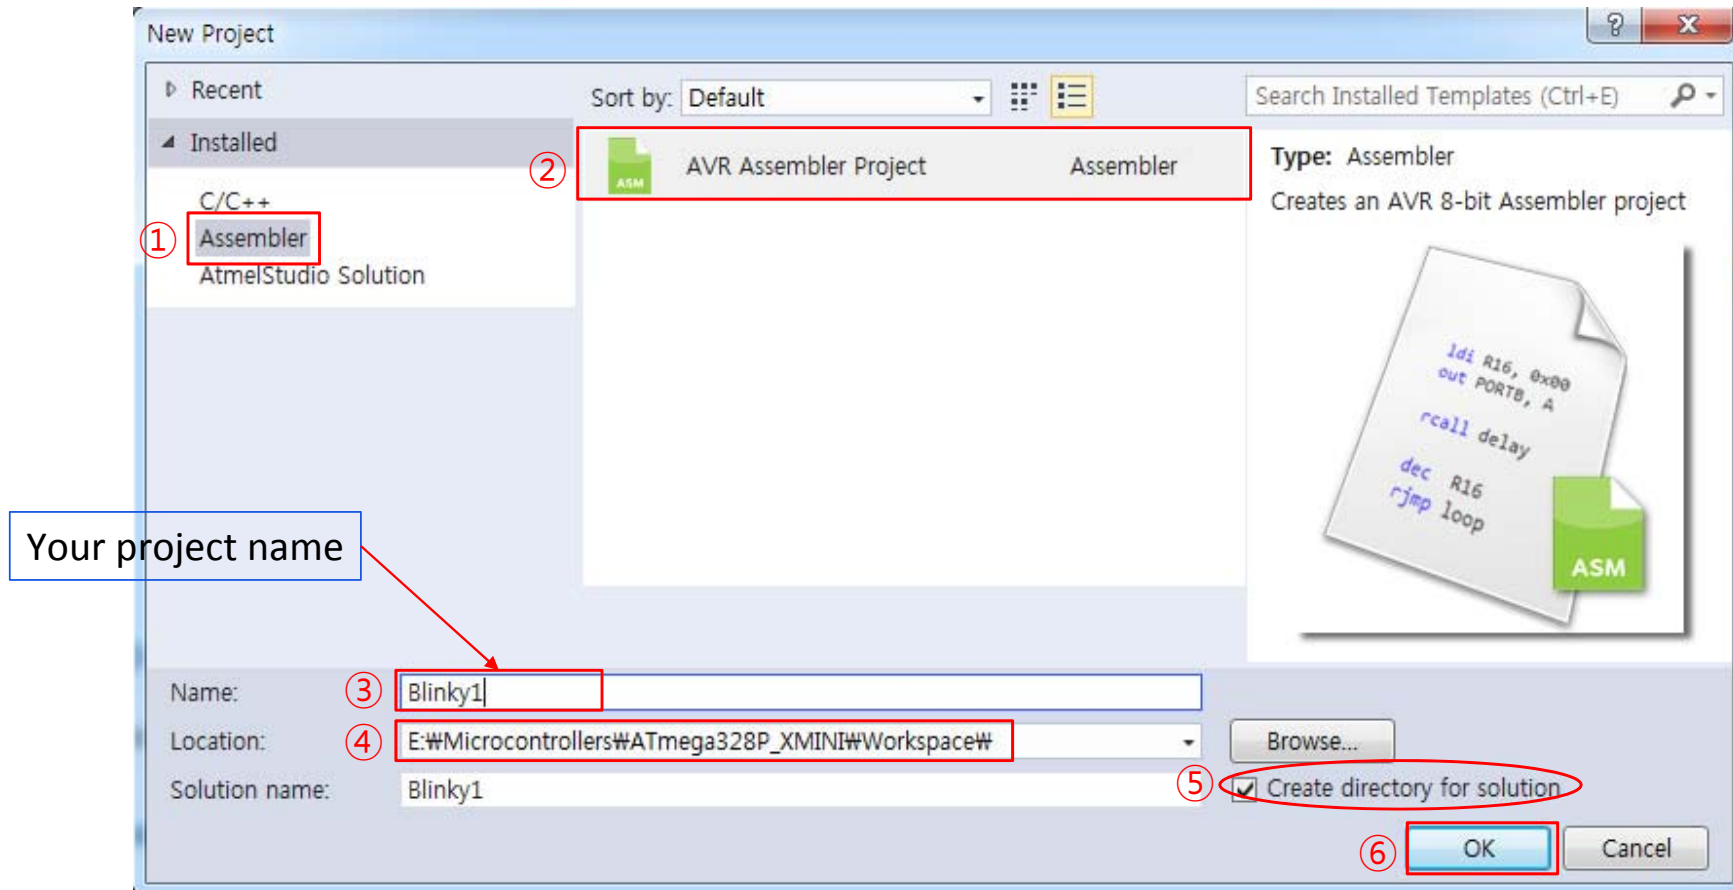 New Project
Recent
Installed
C/C++
① Assembler
AtmelStudio Solution
Sort by: Default
Search Installed Templates (Ctrl+E)
② ASM AVR Assembler Project Assembler
Type: Assembler
Creates an AVR 8-bit Assembler project
ldi R16, 0x00
out PORTB, A
rcall delay
dec R16
rjmp loop
ASM
Your project name
Name: ③ Blinky1
Location: ④ E:₩Microcontrollers₩ATmega328P_XMINI₩Workspace₩ Browse...
Solution name: Blinky1 ⑤ Create directory for solution
⑥ OK Cancel